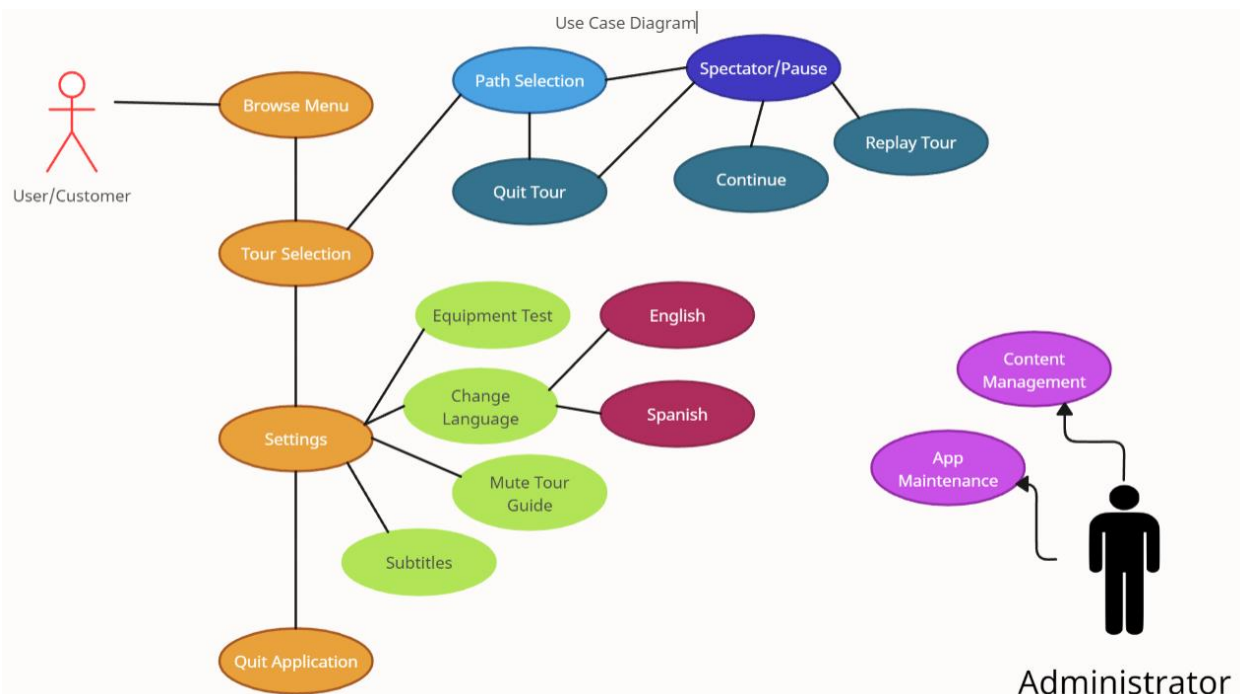 Use Case Diagram
Path Selection
Spectator/Pause
Browse Menu
Replay Tour
User/Customer
Quit Tour
Continue
Tour Selection
Equipment Test
English
Change
Language
Spanish
Settings
Content
Management
App
Maintenance
Mute Tour
Guide
Subtitles
Quit Application
Administrator